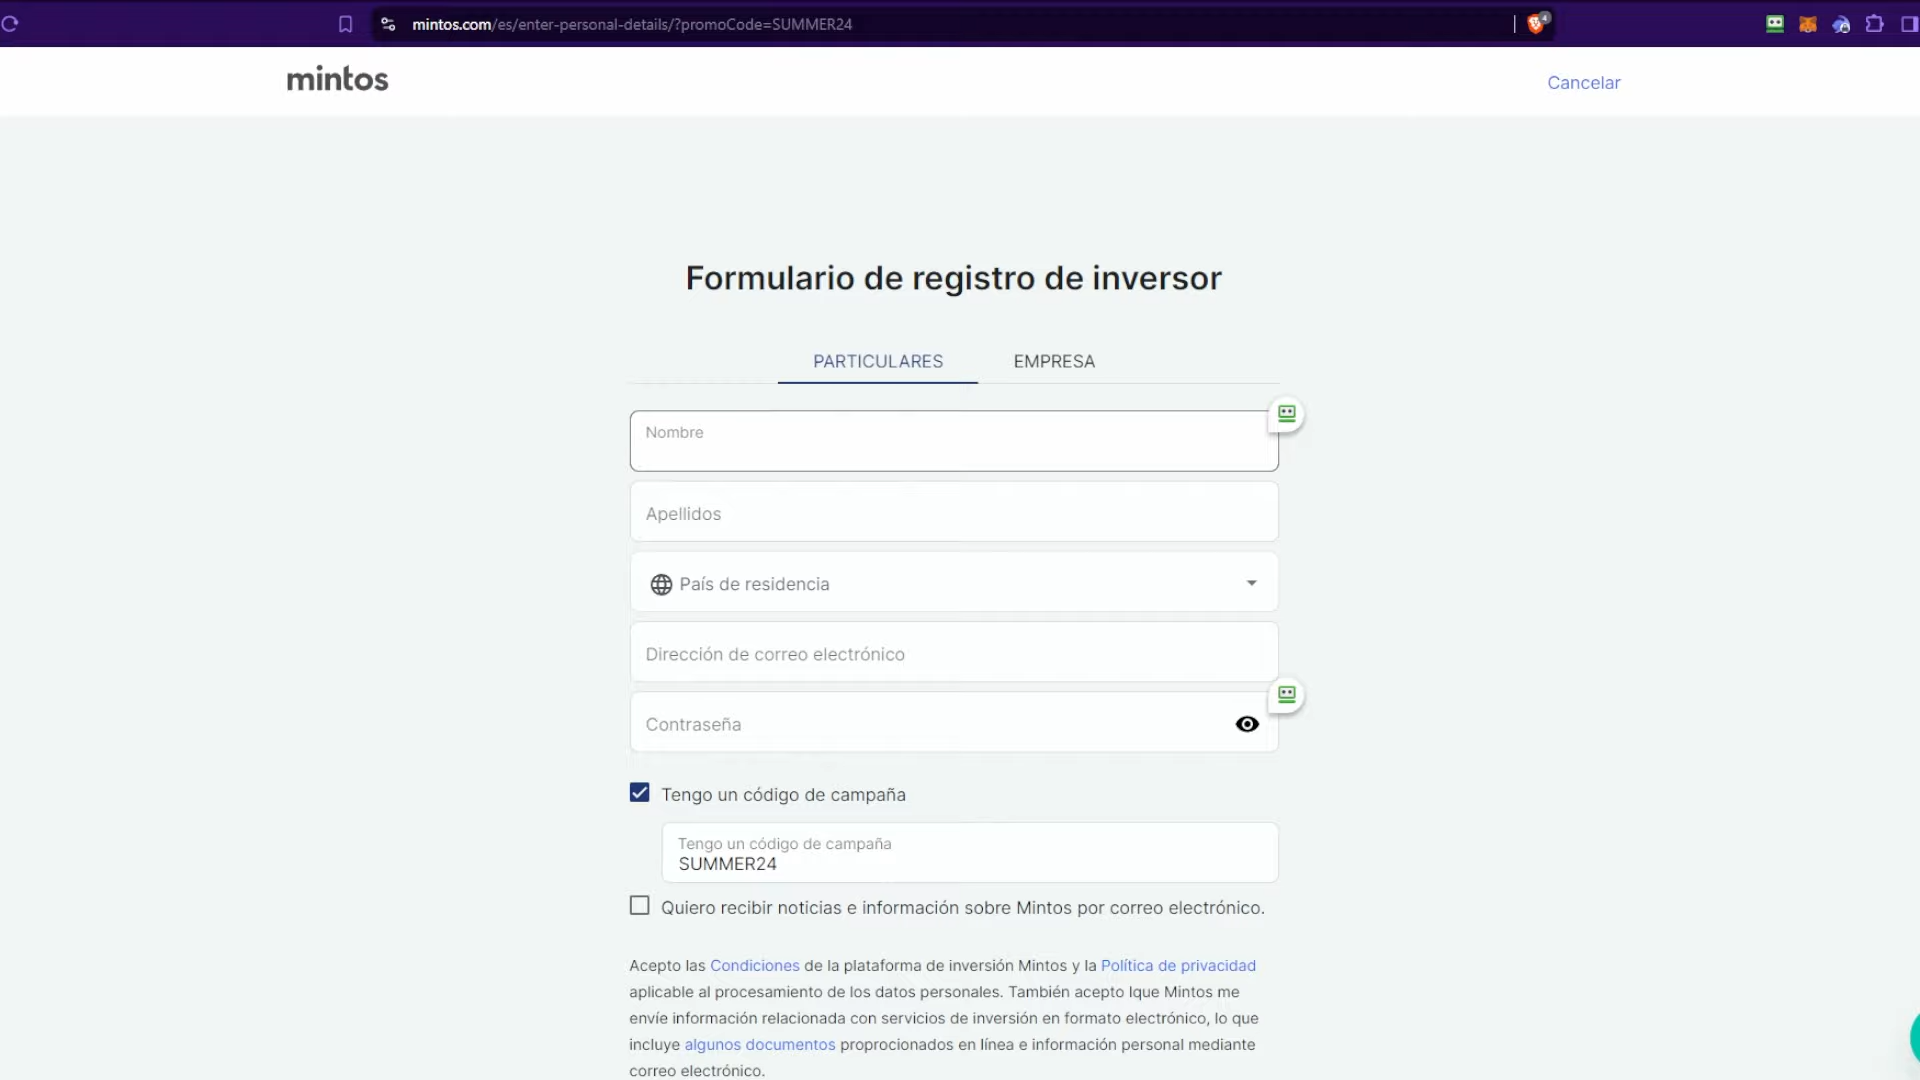 mintos.com/es/enter-personal-details/?promoCode=SUMMER24
4
mintos
Cancelar
Formulario de registro de inversor
PARTICULARES
EMPRESA
Nombre
Apellidos
País de residencia
Dirección de correo electrónico
Contraseña
Tengo un código de campaña
Tengo un código de campaña
SUMMER24
Quiero recibir noticias e información sobre Mintos por correo electrónico.
Acepto las Condiciones de la plataforma de inversión Mintos y la Política de privacidad
aplicable al procesamiento de los datos personales. También acepto lque Mintos me
envíe información relacionada con servicios de inversión en formato electrónico, lo que
incluye algunos documentos proprocionados en línea e información personal mediante
correo electrónico.